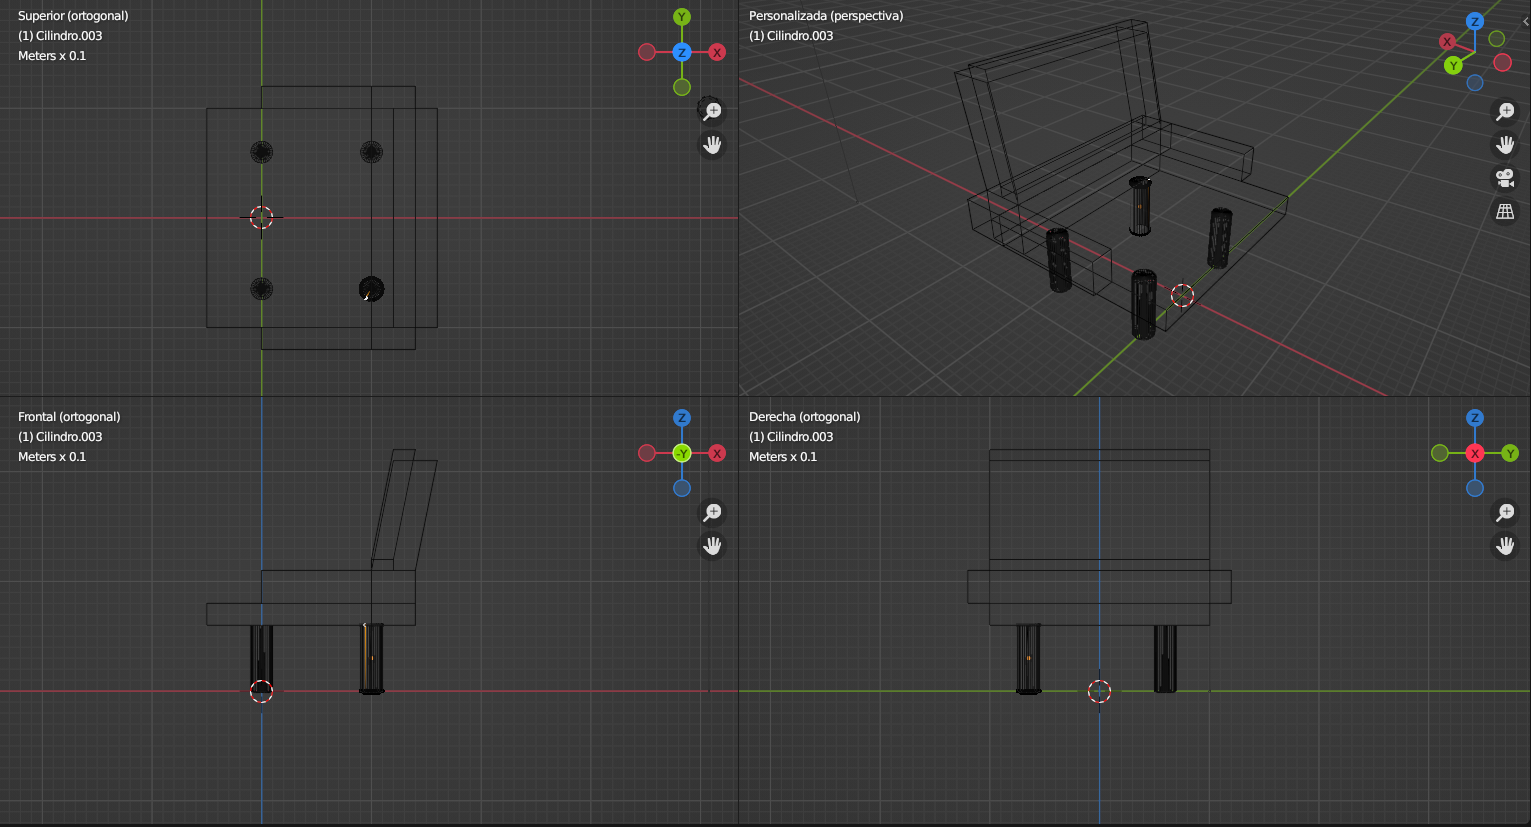 Superior (ortogonal)
(1) Cilindro.003
Meters x 0.1
Y
Z
X
Personalizada (perspectiva)
(1) Cilindro.003
Z
X
Y
Frontal (ortogonal)
(1) Cilindro.003
Meters x 0.1
Z
-Y
X
Derecha (ortogonal)
(1) Cilindro.003
Meters x 0.1
Z
X
Y